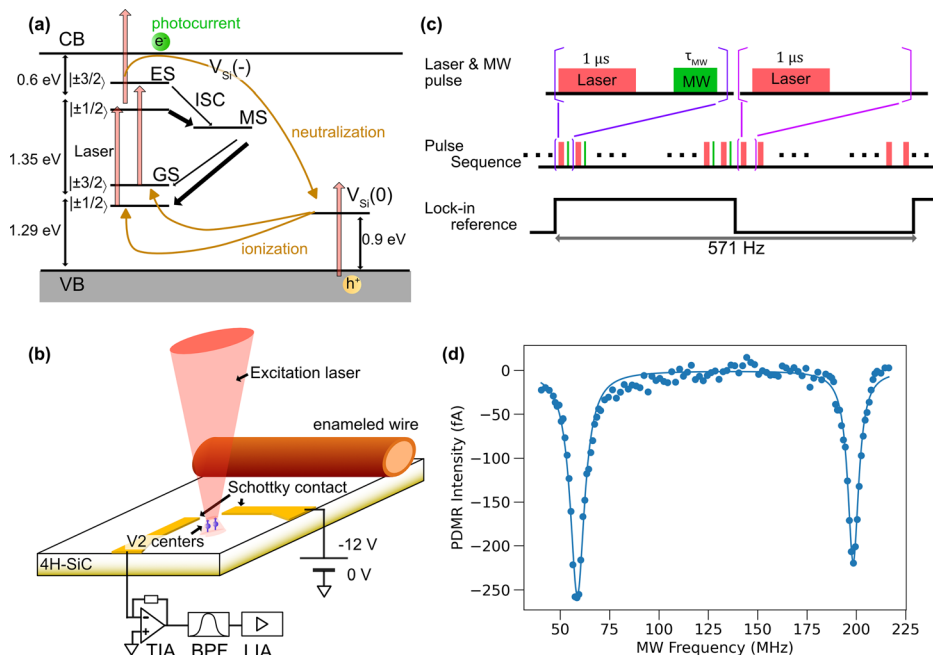 (a)
photocurrent
CB
e⁻
0.6 eV
|±3/2⟩
ES
V_Si(-)
ISC
|±1/2⟩
MS
neutralization
1.35 eV
Laser
|±3/2⟩
GS
V_Si(0)
|±1/2⟩
1.29 eV
0.9 eV
ionization
VB
h⁺
(b)
Excitation laser
enameled wire
Schottky contact
V2 centers
4H-SiC
-12 V
0 V
-
+
TIA
BPF
LIA
(c)
Laser & MW
pulse
1 μs
Laser
τ_MW
MW
1 μs
Laser
Pulse
Sequence
Lock-in
reference
571 Hz
(d)
PDMR Intensity (fA)
0
−50
−100
−150
−200
−250
50
75
100
125
150
175
200
225
MW Frequency (MHz)